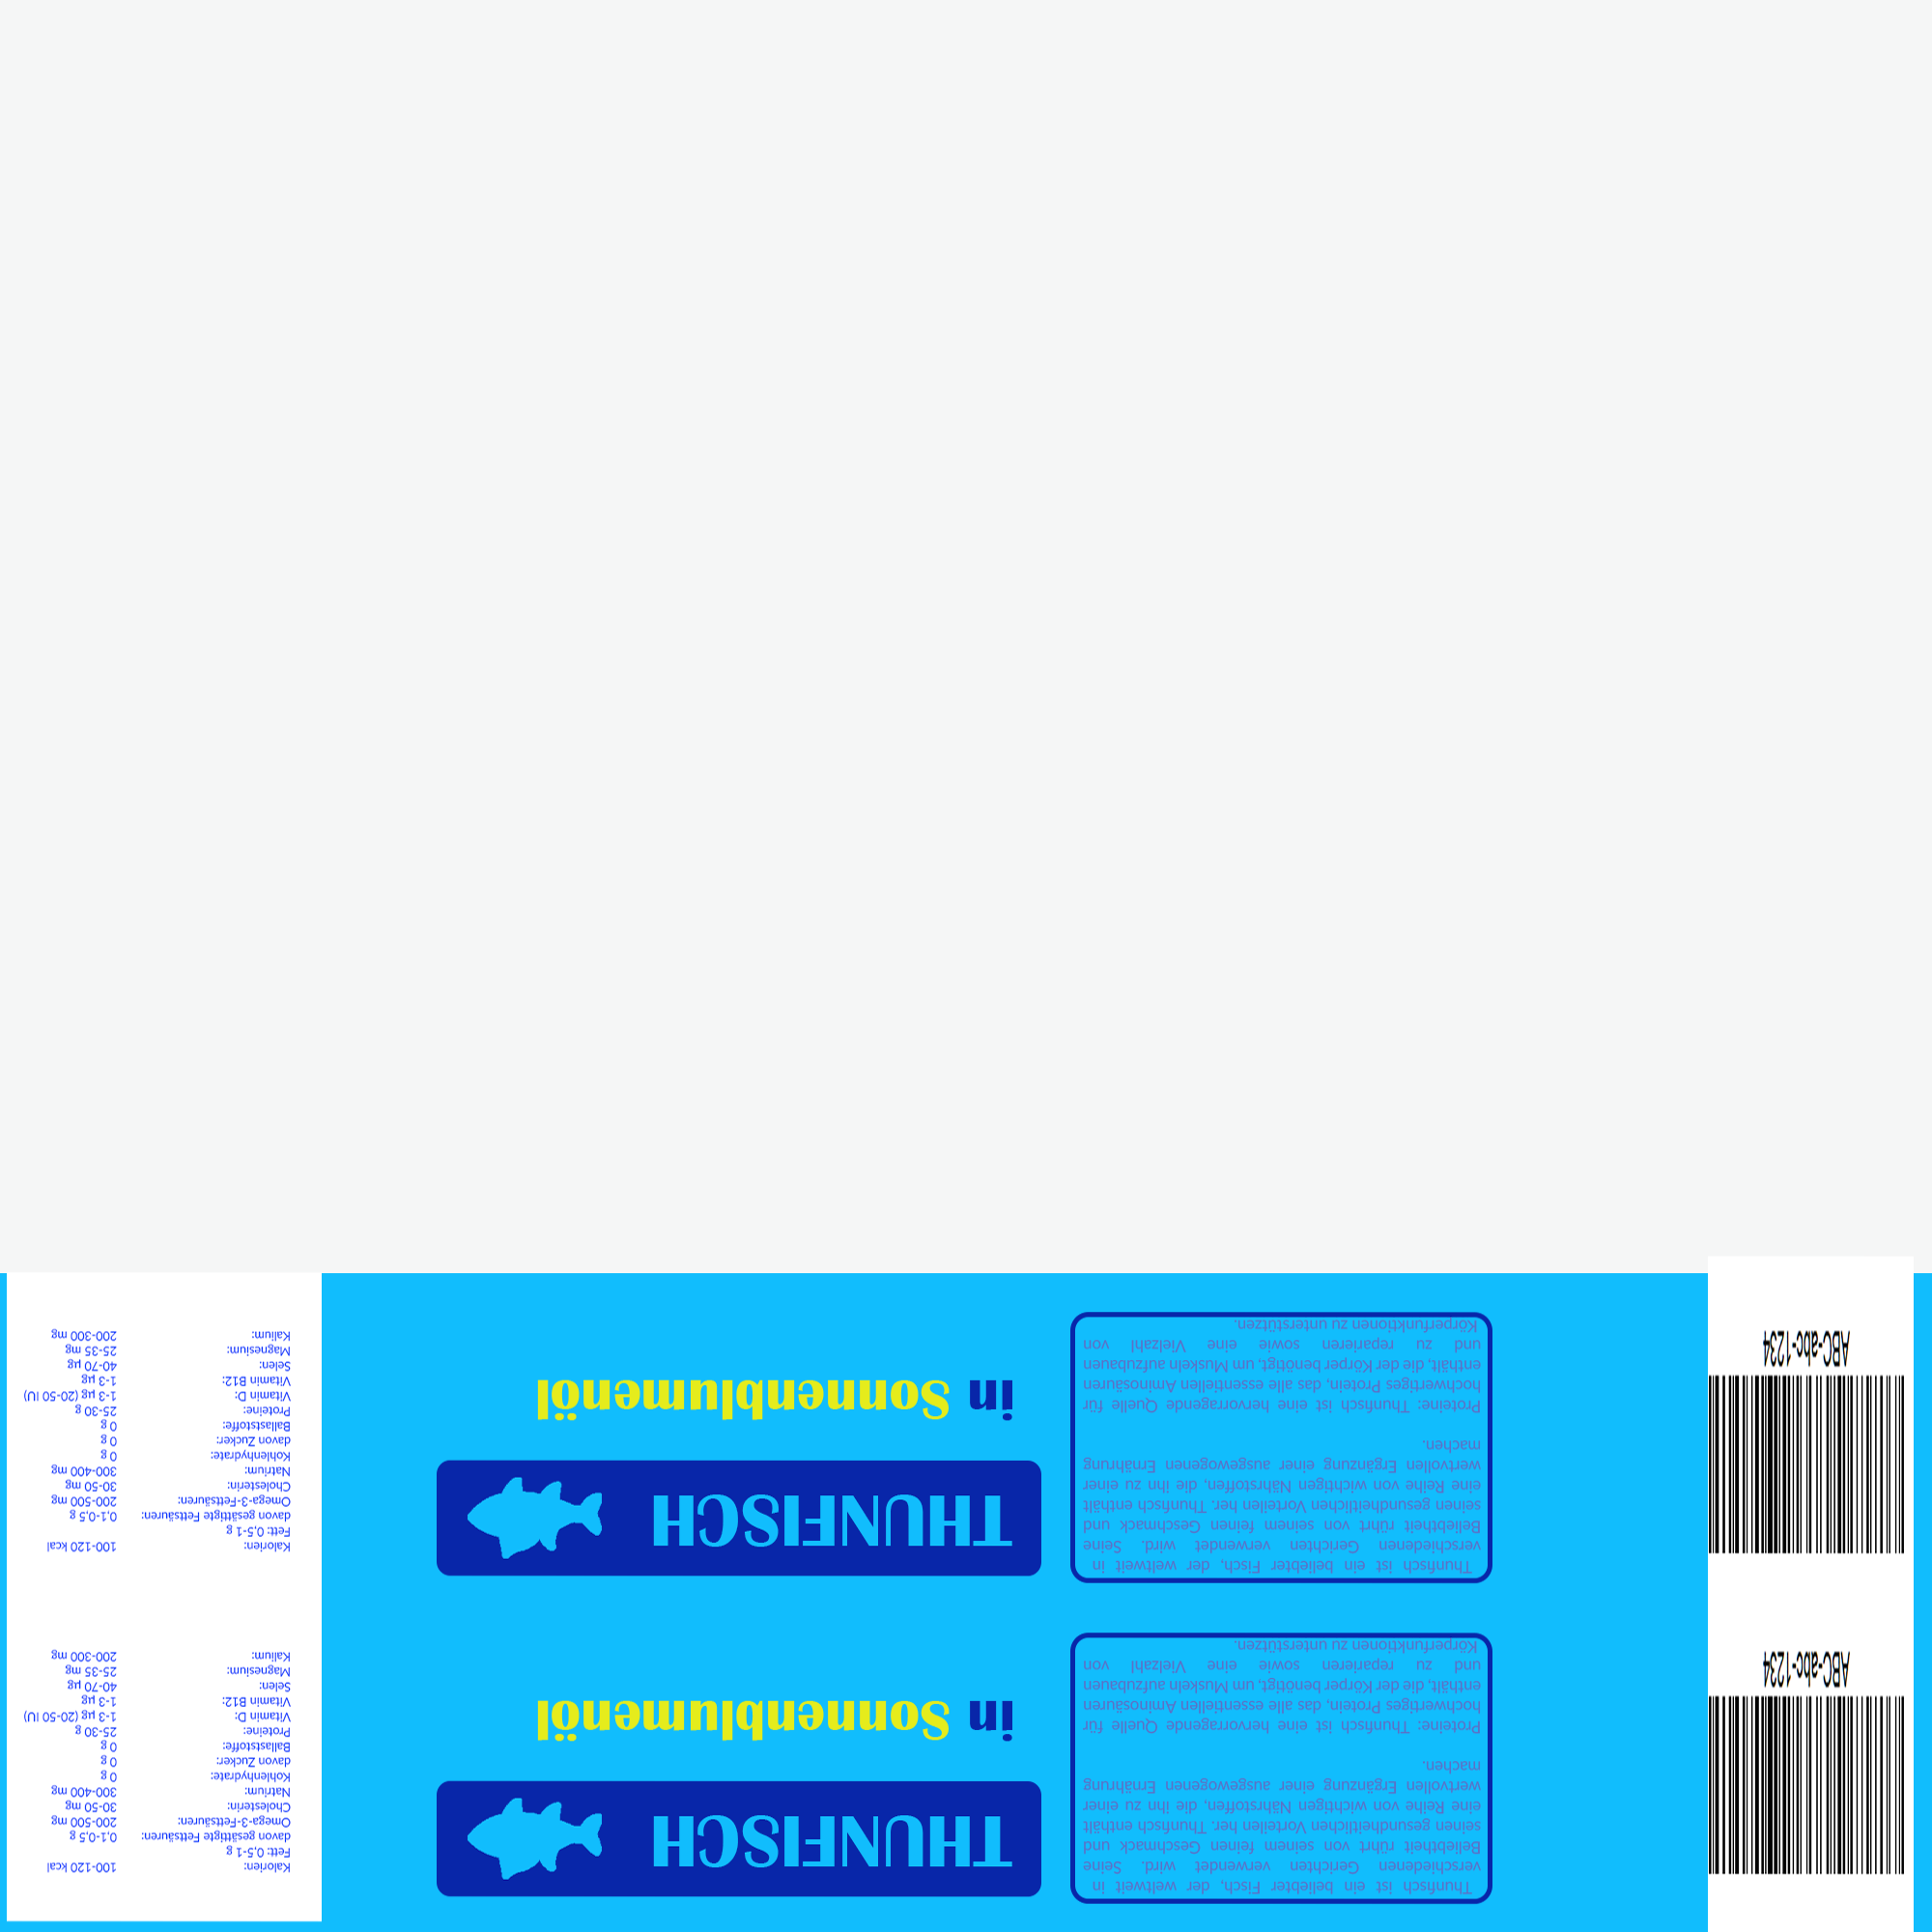 ABC-abc-1234
Thunfisch ist ein beliebter Fisch, der weltweit in
verschiedenen Gerichten verwendet wird. Seine
Beliebtheit rührt von seinem feinen Geschmack und
seinen gesundheitlichen Vorteilen her. Thunfisch enthält
eine Reihe von wichtigen Nährstoffen, die ihn zu einer
wertvollen Ergänzung einer ausgewogenen Ernährung
machen.
Proteine: Thunfisch ist eine hervorragende Quelle für
hochwertiges Protein, das alle essentiellen Aminosäuren
enthält, die der Körper benötigt, um Muskeln aufzubauen
und zu reparieren sowie eine Vielzahl von
Körperfunktionen zu unterstützen.
THUNFISCH
in Sonnenblumenöl
Kalorien: 100-120 kcal
Fett: 0,5-1 g
davon gesättigte Fettsäuren: 0,1-0,5 g
Omega-3-Fettsäuren: 200-500 mg
Cholesterin: 30-50 mg
Natrium: 300-400 mg
Kohlenhydrate: 0 g
davon Zucker: 0 g
Ballaststoffe: 0 g
Proteine: 25-30 g
Vitamin D: 1-3 µg (20-50 IU)
Vitamin B12: 1-3 µg
Selen: 40-70 µg
Magnesium: 25-35 mg
Kalium: 200-300 mg
ABC-abc-1234
Thunfisch ist ein beliebter Fisch, der weltweit in
verschiedenen Gerichten verwendet wird. Seine
Beliebtheit rührt von seinem feinen Geschmack und
seinen gesundheitlichen Vorteilen her. Thunfisch enthält
eine Reihe von wichtigen Nährstoffen, die ihn zu einer
wertvollen Ergänzung einer ausgewogenen Ernährung
machen.
Proteine: Thunfisch ist eine hervorragende Quelle für
hochwertiges Protein, das alle essentiellen Aminosäuren
enthält, die der Körper benötigt, um Muskeln aufzubauen
und zu reparieren sowie eine Vielzahl von
Körperfunktionen zu unterstützen.
THUNFISCH
in Sonnenblumenöl
Kalorien: 100-120 kcal
Fett: 0,5-1 g
davon gesättigte Fettsäuren: 0,1-0,5 g
Omega-3-Fettsäuren: 200-500 mg
Cholesterin: 30-50 mg
Natrium: 300-400 mg
Kohlenhydrate: 0 g
davon Zucker: 0 g
Ballaststoffe: 0 g
Proteine: 25-30 g
Vitamin D: 1-3 µg (20-50 IU)
Vitamin B12: 1-3 µg
Selen: 40-70 µg
Magnesium: 25-35 mg
Kalium: 200-300 mg